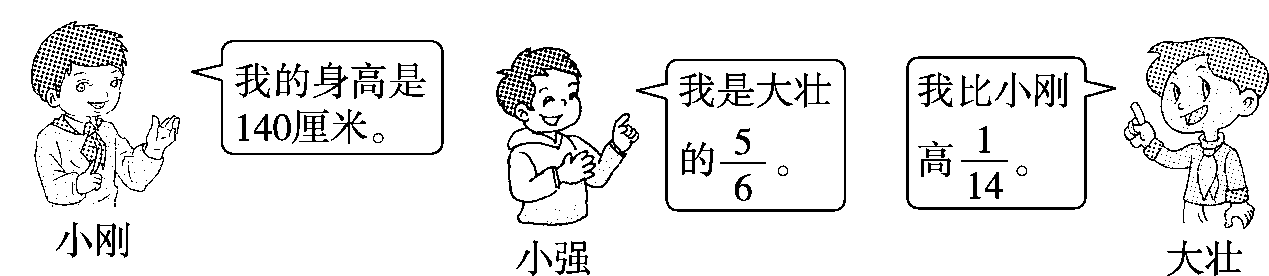 我的身高是
140厘米。
小刚
我是大壮
的5/6。
小强
我比小刚
高1/14。
大壮